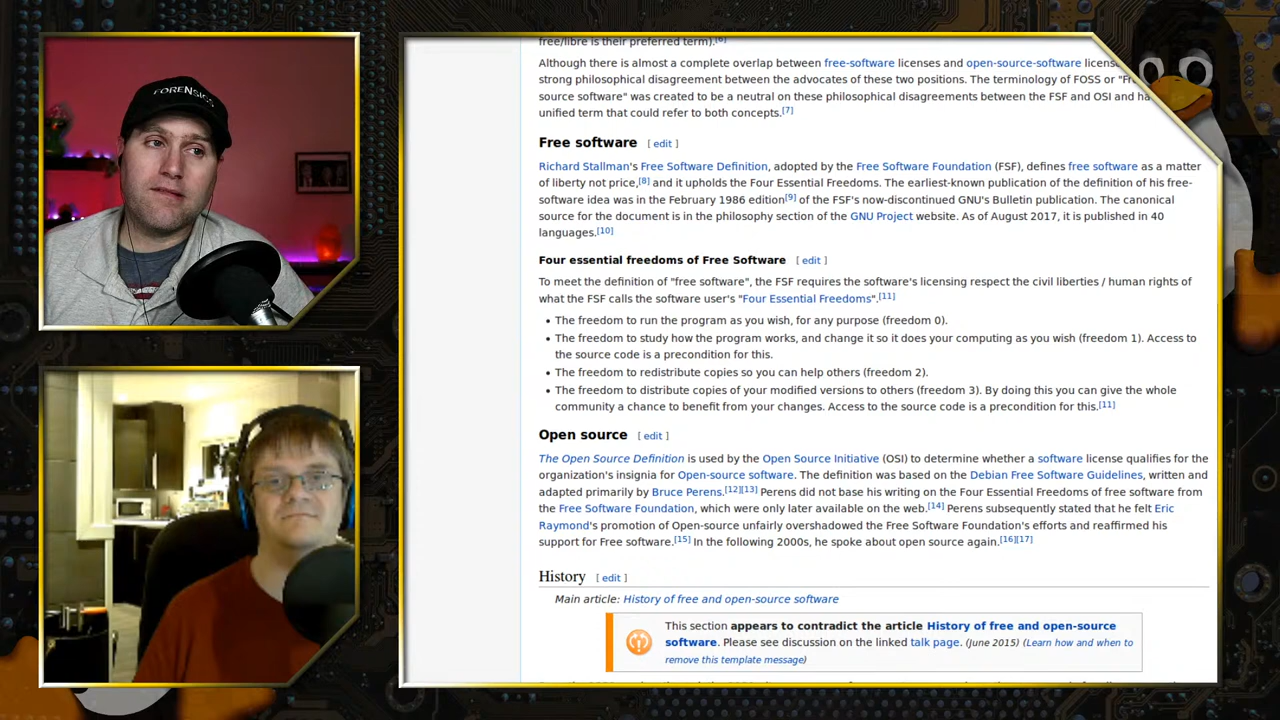 FORENSICS
free/libre is their preferred term).[6]
Although there is almost a complete overlap between free-software licenses and open-source-software
strong philosophical disagreement between the advocates of these two positions. The terminology of FOSS or
source software" was created to be a neutral on these philosophical disagreements between the FSF and OSI and
unified term that could refer to both concepts.[7]
Free software [ edit ]
Richard Stallman's Free Software Definition, adopted by the Free Software Foundation (FSF), defines free software as a matter
of liberty not price,[8] and it upholds the Four Essential Freedoms. The earliest-known publication of the definition of his free-
software idea was in the February 1986 edition[9] of the FSF's now-discontinued GNU's Bulletin publication. The canonical
source for the document is in the philosophy section of the GNU Project website. As of August 2017, it is published in 40
languages.[10]
Four essential freedoms of Free Software [ edit ]
To meet the definition of "free software", the FSF requires the software's licensing respect the civil liberties / human rights of
what the FSF calls the software user's "Four Essential Freedoms".[11]
• The freedom to run the program as you wish, for any purpose (freedom 0).
• The freedom to study how the program works, and change it so it does your computing as you wish (freedom 1). Access to
the source code is a precondition for this.
• The freedom to redistribute copies so you can help others (freedom 2).
• The freedom to distribute copies of your modified versions to others (freedom 3). By doing this you can give the whole
community a chance to benefit from your changes. Access to the source code is a precondition for this.[11]
Open source [ edit ]
The Open Source Definition is used by the Open Source Initiative (OSI) to determine whether a software license qualifies for the
organization's insignia for Open-source software. The definition was based on the Debian Free Software Guidelines, written and
adapted primarily by Bruce Perens.[12][13] Perens did not base his writing on the Four Essential Freedoms of free software from
the Free Software Foundation, which were only later available on the web.[14] Perens subsequently stated that he felt Eric
Raymond's promotion of Open-source unfairly overshadowed the Free Software Foundation's efforts and reaffirmed his
support for Free software.[15] In the following 2000s, he spoke about open source again.[16][17]
History [ edit ]
Main article: History of free and open-source software
This section appears to contradict the article History of free and open-source
software. Please see discussion on the linked talk page. (June 2015) (Learn how and when to
remove this template message)